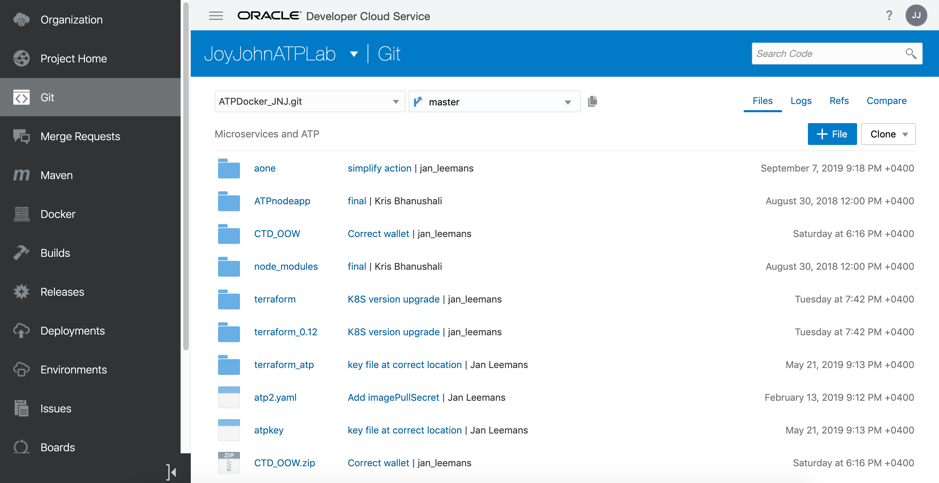 Organization
Project Home
Git
Merge Requests
Maven
Docker
Builds
Releases
Deployments
Environments
Issues
Boards
ORACLE® Developer Cloud Service
? JJ
JoyJohnATPLab | Git
Search Code
ATPDocker_JNJ.git master
Files Logs Refs Compare
Microservices and ATP
+ File Clone
aone simplify action | jan_leemans September 7, 2019 9:18 PM +0400
ATPnodeapp final | Kris Bhanushali August 30, 2018 12:00 PM +0400
CTD_OOW Correct wallet | jan_leemans Saturday at 6:16 PM +0400
node_modules final | Kris Bhanushali August 30, 2018 12:00 PM +0400
terraform K8S version upgrade | jan_leemans Tuesday at 7:42 PM +0400
terraform_0.12 K8S version upgrade | jan_leemans Tuesday at 7:42 PM +0400
terraform_atp key file at correct location | Jan Leemans May 21, 2019 9:13 PM +0400
atp2.yaml Add imagePullSecret | Jan Leemans February 13, 2019 9:12 PM +0400
atpkey key file at correct location | Jan Leemans May 21, 2019 9:13 PM +0400
ZIP CTD_OOW.zip Correct wallet | jan_leemans Saturday at 6:16 PM +0400